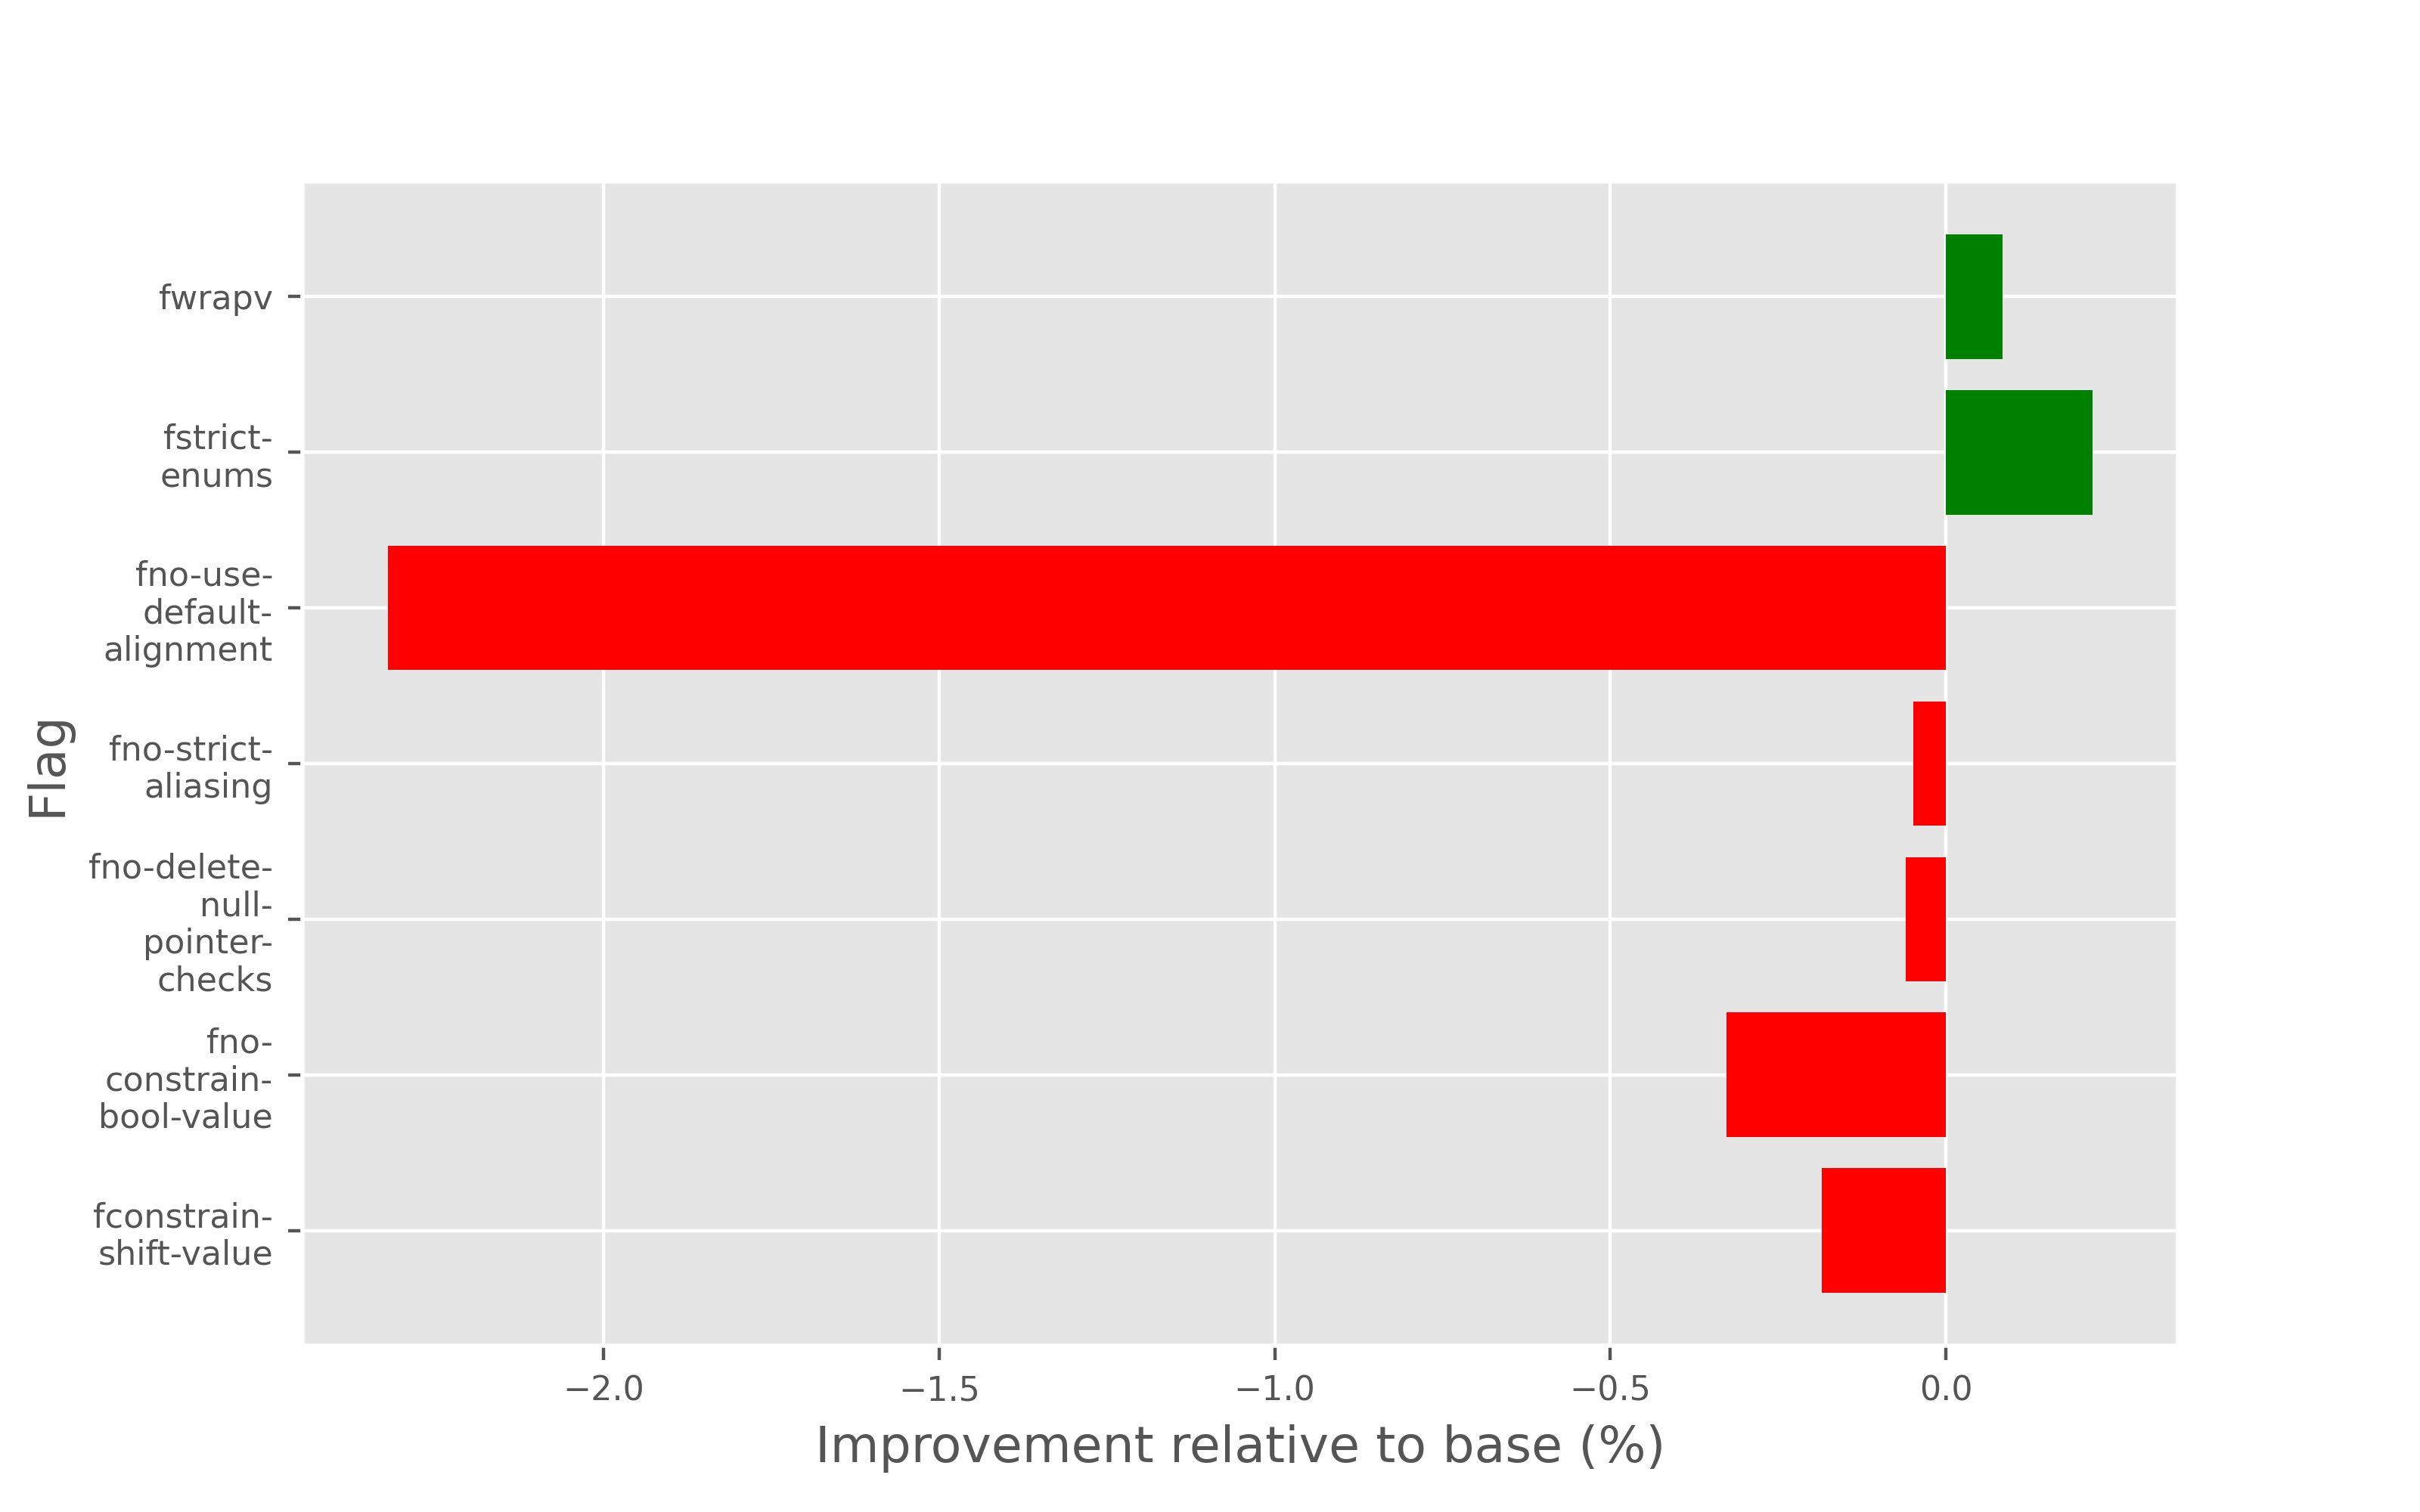 fwrapv
fstrict-
enums
fno-use-
default-
alignment
fno-strict-
aliasing
fno-delete-
null-
pointer-
checks
fno-
constrain-
bool-value
fconstrain-
shift-value
Flag
−2.0
−1.5
−1.0
−0.5
0.0
Improvement relative to base (%)